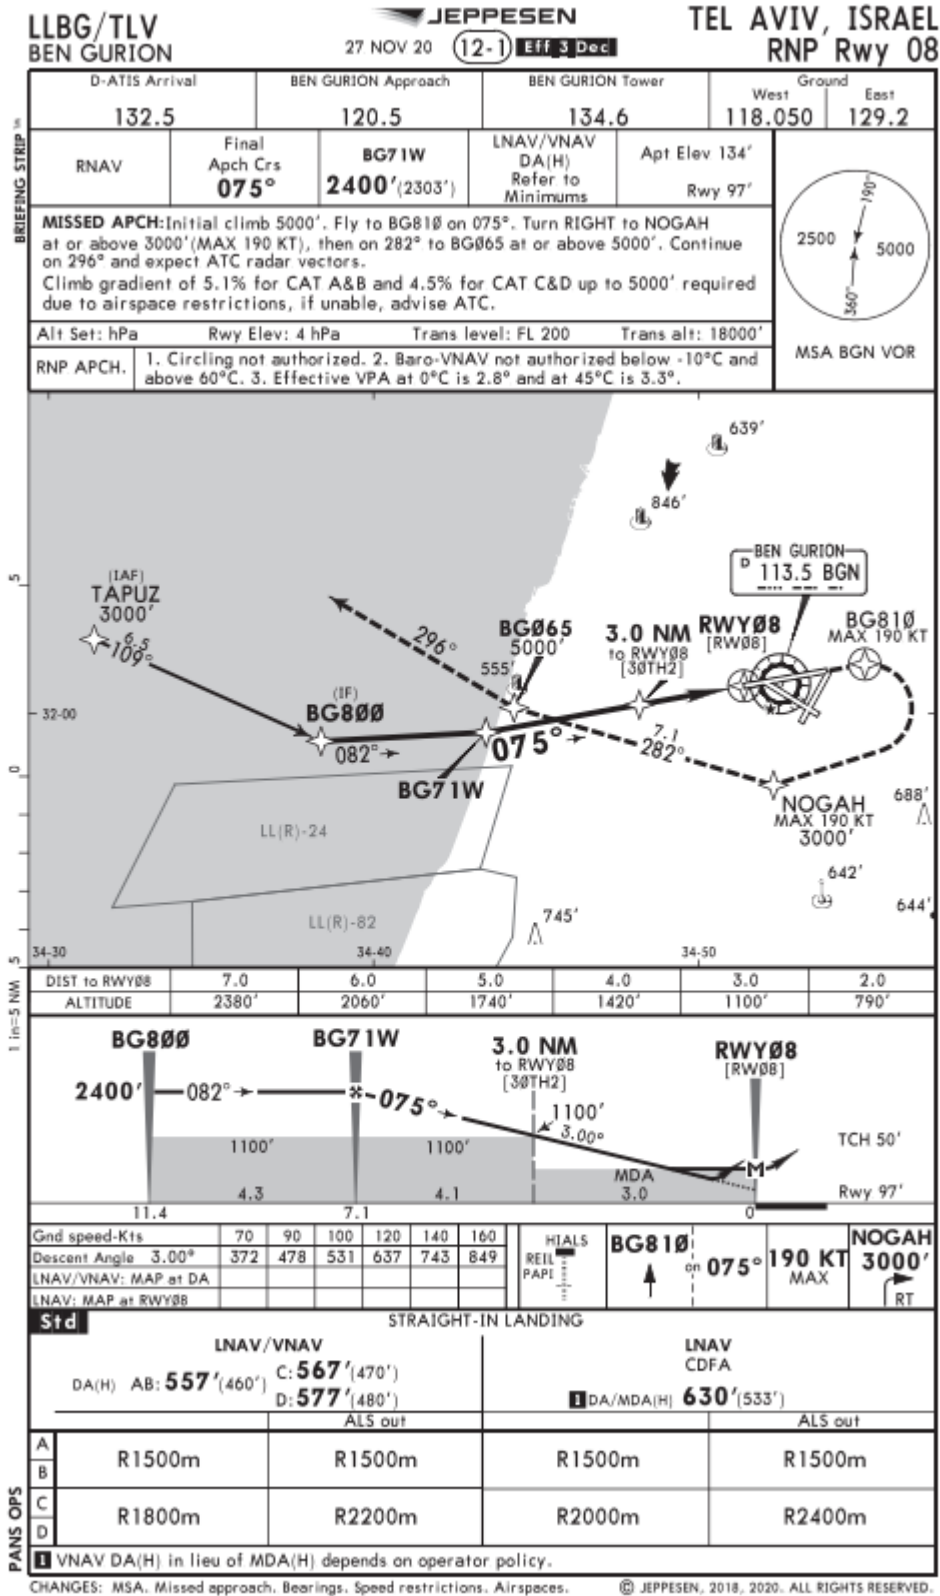 LLBG/TLV
BEN GURION
JEPPESEN
27 NOV 20 12-1 Eff 3 Dec
TEL AVIV, ISRAEL
RNP Rwy 08
BRIEFING STRIP
D-ATIS Arrival
132.5
BEN GURION Approach
120.5
BEN GURION Tower
134.6
Ground
West East
118.050 129.2
RNAV
Final
Apch Crs
075°
BG71W
2400'(2303')
LNAV/VNAV
DA(H)
Refer to
Minimums
Apt Elev 134'
Rwy 97'
MISSED APCH:Initial climb 5000'. Fly to BG81Ø on 075°. Turn RIGHT to NOGAH
at or above 3000'(MAX 190 KT), then on 282° to BGØ65 at or above 5000'. Continue
on 296° and expect ATC radar vectors.
Climb gradient of 5.1% for CAT A&B and 4.5% for CAT C&D up to 5000' required
due to airspace restrictions, if unable, advise ATC.
Alt Set: hPa Rwy Elev: 4 hPa Trans level: FL 200 Trans alt: 18000'
RNP APCH.
1. Circling not authorized. 2. Baro-VNAV not authorized below -10°C and
above 60°C. 3. Effective VPA at 0°C is 2.8° and at 45°C is 3.3°.
190°
2500 5000
360°
MSA BGN VOR
639'
846'
BEN GURION
D 113.5 BGN
(IAF)
TAPUZ
3000'
6.5
109°
296°
BGØ65
5000'
555'
3.0 NM
to RWYØ8
[3ØTH2]
RWYØ8
[RWØ8]
BG81Ø
MAX 190 KT
(IF)
BG8ØØ
32-00
082°
075°
7.1
282°
BG71W
NOGAH
MAX 190 KT
3000'
688'
LL(R)-24
642'
LL(R)-82
745'
644'
34-30 34-40 34-50
5
0
5
1 in=5 NM
DIST to RWYØ8 7.0 6.0 5.0 4.0 3.0 2.0
ALTITUDE 2380' 2060' 1740' 1420' 1100' 790'
BG8ØØ
BG71W
3.0 NM
to RWYØ8
[3ØTH2]
RWYØ8
[RWØ8]
2400' 082° 075°
1100'
3.00°
1100' 1100'
TCH 50'
MDA
M
4.3 4.1 3.0
Rwy 97'
11.4 7.1 0
Gnd speed-Kts 70 90 100 120 140 160
Descent Angle 3.00° 372 478 531 637 743 849
LNAV/VNAV: MAP at DA
LNAV: MAP at RWYØ8
HIALS
REIL
PAPI
BG81Ø
on 075°
190 KT
MAX
NOGAH
3000'
RT
Std
STRAIGHT-IN LANDING
LNAV/VNAV
DA(H) AB: 557'(460') C: 567'(470')
D: 577'(480')
LNAV
CDFA
1 DA/MDA(H) 630'(533')
ALS out ALS out
A
B
R1500m R1500m R1500m R1500m
C
D
R1800m R2200m R2000m R2400m
PANS OPS
1 VNAV DA(H) in lieu of MDA(H) depends on operator policy.
CHANGES: MSA. Missed approach. Bearings. Speed restrictions. Airspaces.
© JEPPESEN, 2018, 2020. ALL RIGHTS RESERVED.